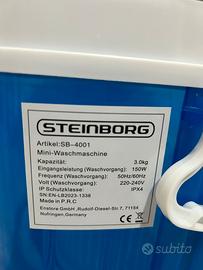 STEINBORG
Artikel:SB-4001
Mini-Waschmaschine
Kapazität: 3.0kg
Eingangsleistung (Waschvorgang): 150W
Frequenz (Waschvorgang): 50Hz/60Hz
Volt (Waschvorgang): 220-240V
IP Schutzklasse: IPX4
SN:EN-LB2023-1338
Made in P.R.C
Enstore GmbH, Rudolf-Diesel-Str.7, 71154
Nufringen, Germany
subito